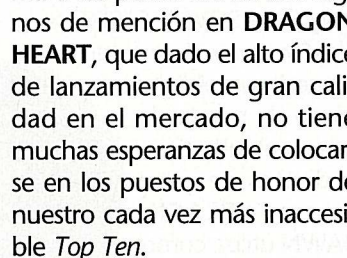 nos de mención en DRAGON
HEART, que dado el alto índice
de lanzamientos de gran cali
dad en el mercado, no tiene
muchas esperanzas de colocar
se en los puestos de honor de
nuestro cada vez más inaccesi
ble Top Ten.